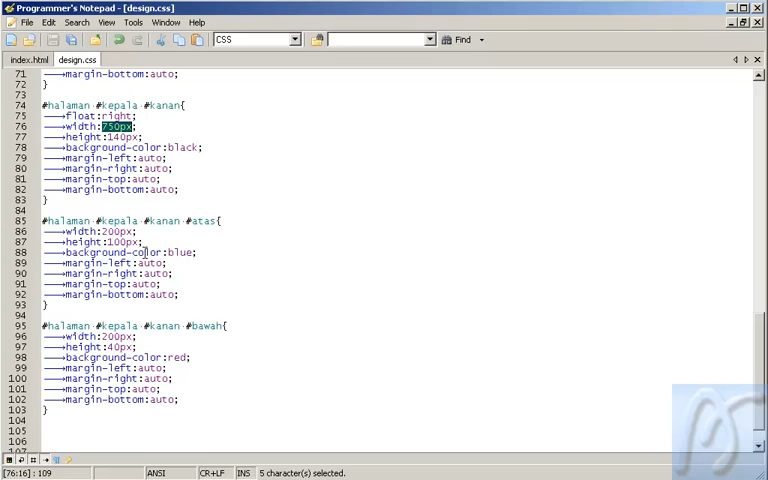 Programmer's Notepad - [design.css]
File Edit Search View Tools Window Help
CSS Find
index.html design.css
71 margin-bottom:auto;
72 }
73
74 #halaman #kepala #kanan{
75 float:right;
76 width:750px;
77 height:140px;
78 background-color:black;
79 margin-left:auto;
80 margin-right:auto;
81 margin-top:auto;
82 margin-bottom:auto;
83 }
84
85 #halaman #kepala #kanan #atas{
86 width:200px;
87 height:100px;
88 background-color:blue;
89 margin-left:auto;
90 margin-right:auto;
91 margin-top:auto;
92 margin-bottom:auto;
93 }
94
95 #halaman #kepala #kanan #bawah{
96 width:200px;
97 height:40px;
98 background-color:red;
99 margin-left:auto;
100 margin-right:auto;
101 margin-top:auto;
102 margin-bottom:auto;
103 }
104
105
106
107
[76:16] : 109 ANSI CR+LF INS 5 character(s) selected.